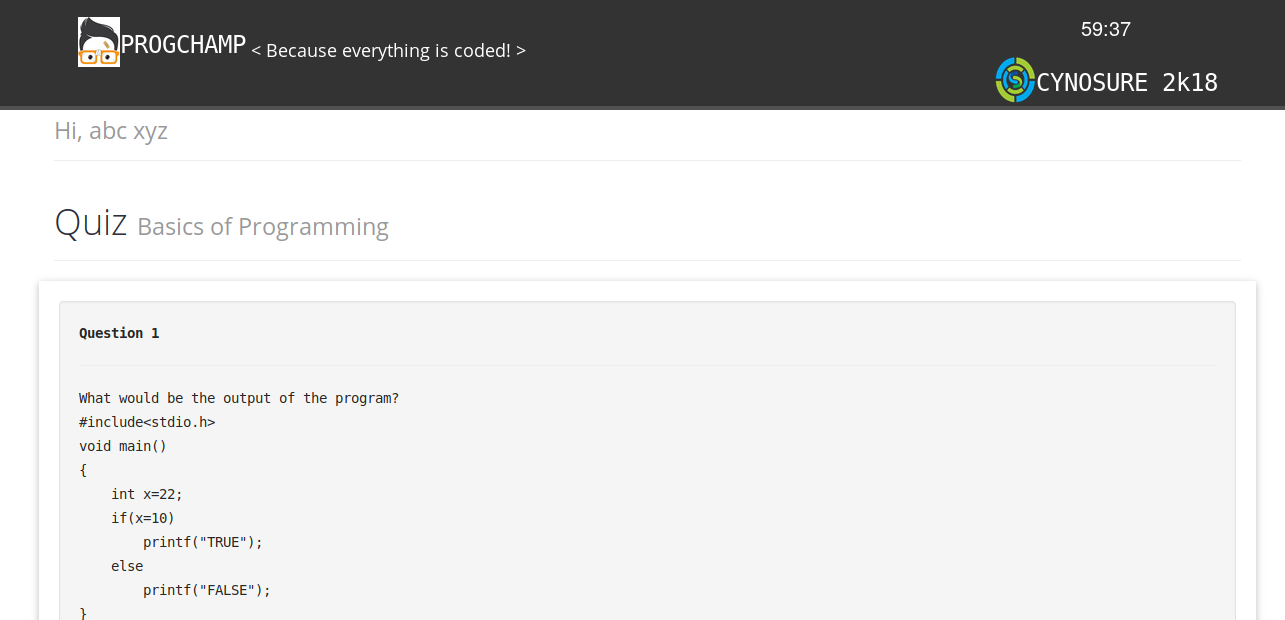 PROGCHAMP < Because everything is coded! >
59:37
CYNOSURE 2k18
Hi, abc xyz
Quiz Basics of Programming
Question 1
What would be the output of the program?
#include<stdio.h>
void main()
{
    int x=22;
    if(x=10)
        printf("TRUE");
    else
        printf("FALSE");
}